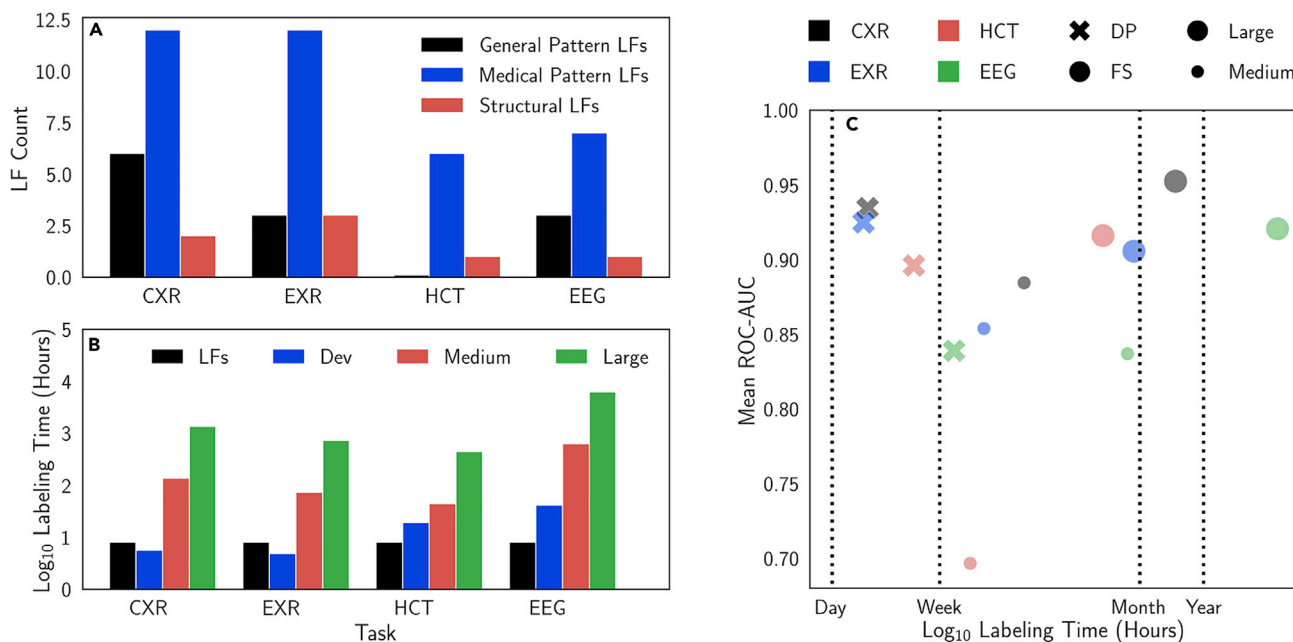 A
12.5
10.0
7.5
5.0
2.5
0.0
LF Count
General Pattern LFs
Medical Pattern LFs
Structural LFs
CXR EXR HCT EEG
B
5
4
3
2
1
0
Log10 Labeling Time (Hours)
LFs Dev Medium Large
CXR EXR HCT EEG
Task
CXR HCT DP Large
EXR EEG FS Medium
C
1.00
0.95
0.90
0.85
0.80
0.75
0.70
Mean ROC-AUC
Day Week Month Year
Log10 Labeling Time (Hours)